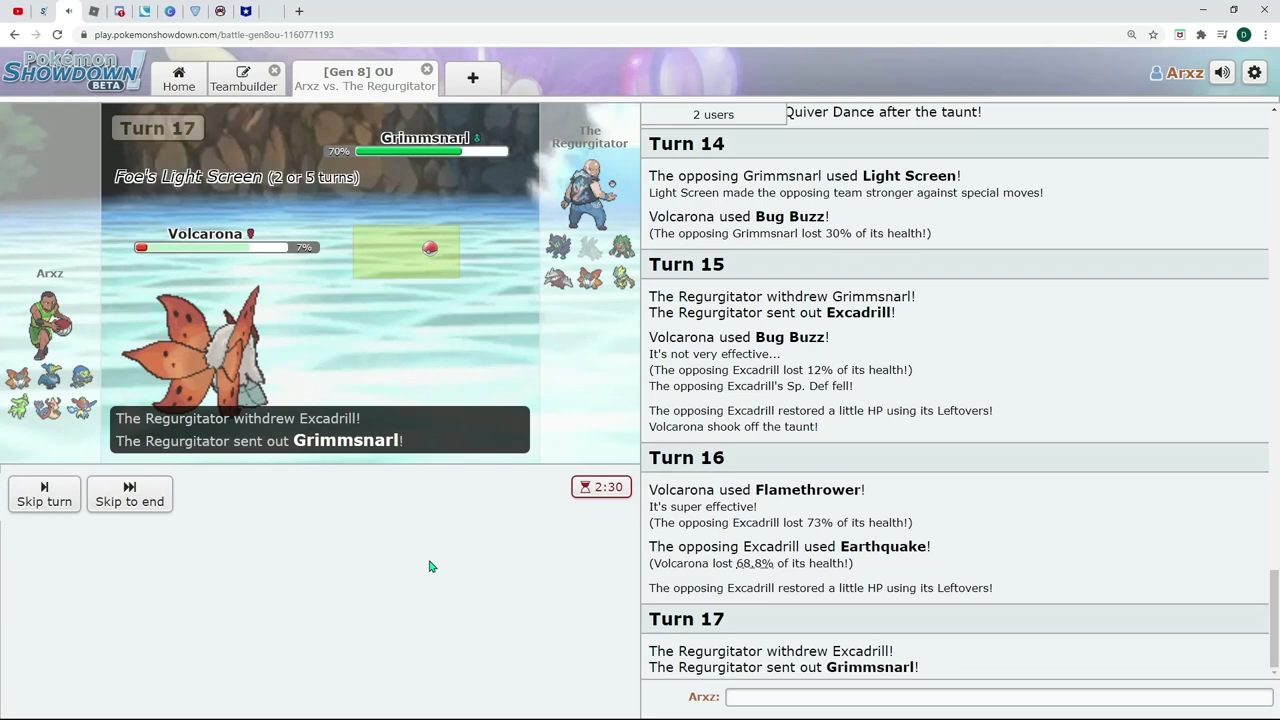 play.pokemonshowdown.com/battle-gen8ou-1160771193
D
Pokémon
SHOWDOWN!
BETA
Home
Teambuilder
[Gen 8] OU
Arxz vs. The Regurgitator
Arxz
Turn 17
Grimmsnarl
70%
Foe's Light Screen (2 or 5 turns)
Volcarona
7%
Arxz
The Regurgitator withdrew Excadrill!
The Regurgitator sent out Grimmsnarl!
The
Regurgitator
Skip turn
Skip to end
2:30
2 users
Quiver Dance after the taunt!
Turn 14
The opposing Grimmsnarl used Light Screen!
Light Screen made the opposing team stronger against special moves!
Volcarona used Bug Buzz!
(The opposing Grimmsnarl lost 30% of its health!)
Turn 15
The Regurgitator withdrew Grimmsnarl!
The Regurgitator sent out Excadrill!
Volcarona used Bug Buzz!
It's not very effective...
(The opposing Excadrill lost 12% of its health!)
The opposing Excadrill's Sp. Def fell!
The opposing Excadrill restored a little HP using its Leftovers!
Volcarona shook off the taunt!
Turn 16
Volcarona used Flamethrower!
It's super effective!
(The opposing Excadrill lost 73% of its health!)
The opposing Excadrill used Earthquake!
(Volcarona lost 68.8% of its health!)
The opposing Excadrill restored a little HP using its Leftovers!
Turn 17
The Regurgitator withdrew Excadrill!
The Regurgitator sent out Grimmsnarl!
Arxz: